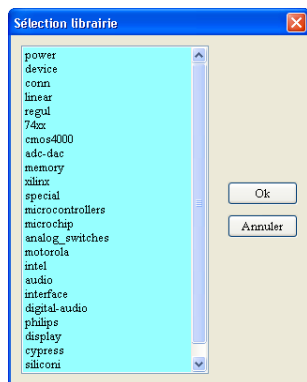 Sélection librairie
power
device
conn
linear
regul
74xx
cmos4000
adc-dac
memory
xilinx
special
microcontrollers
microchip
analog_switches
motorola
intel
audio
interface
digital-audio
philips
display
cypress
siliconi
Ok
Annuler